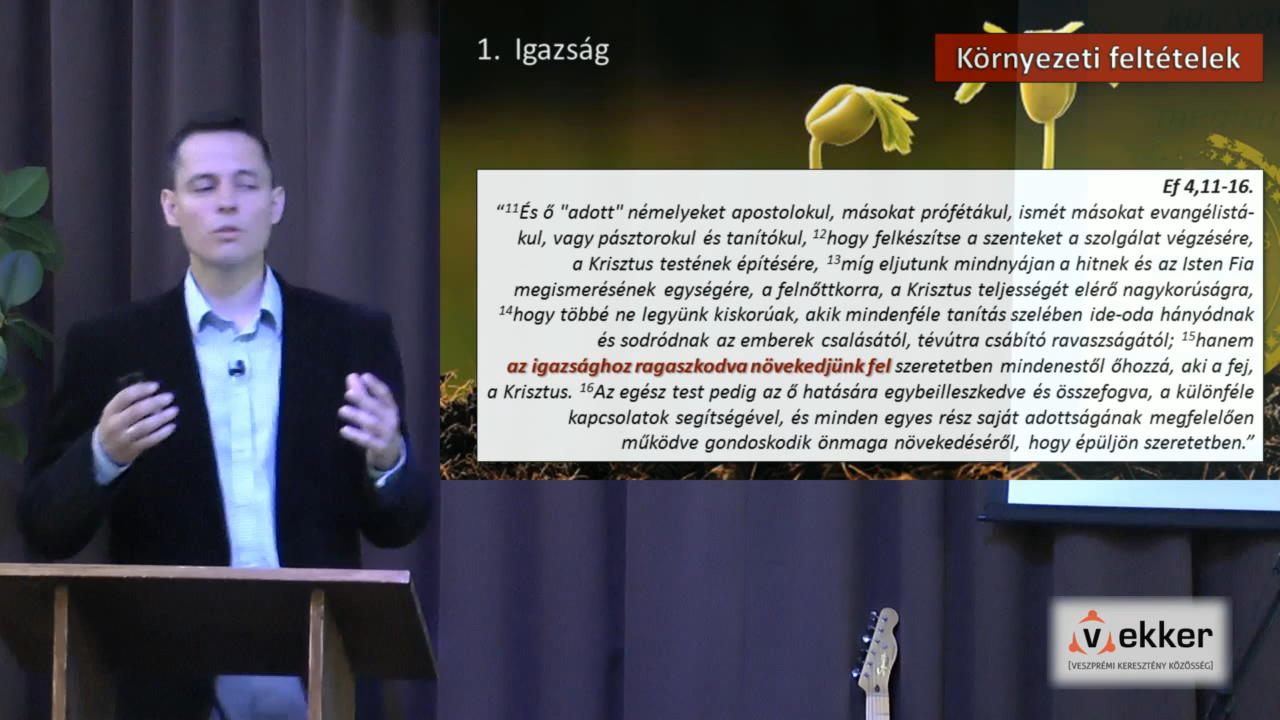 1. Igazság
Környezeti feltételek
Ef 4,11-16.
“¹¹És ő "adott" némelyeket apostolokul, másokat prófétákul, ismét másokat evangélistá-
kul, vagy pásztorokul és tanítókul, ¹²hogy felkészítse a szenteket a szolgálat végzésére,
a Krisztus testének építésére, ¹³míg eljutunk mindnyájan a hitnek és az Isten Fia
megismerésének egységére, a felnőttkorra, a Krisztus teljességét elérő nagykorúságra,
¹⁴hogy többé ne legyünk kiskorúak, akik mindenféle tanítás szelében ide-oda hányódnak
és sodródnak az emberek csalásától, tévútra csábító ravaszságától; ¹⁵hanem
az igazsághoz ragaszkodva növekedjünk fel szeretetben mindenestől őhozzá, aki a fej,
a Krisztus. ¹⁶Az egész test pedig az ő hatására egybeilleszkedve és összefogva, a különféle
kapcsolatok segítségével, és minden egyes rész saját adottságának megfelelően
működve gondoskodik önmaga növekedéséről, hogy épüljön szeretetben.”
vekker
[VESZPRÉMI KERESZTÉNY KÖZÖSSÉG]